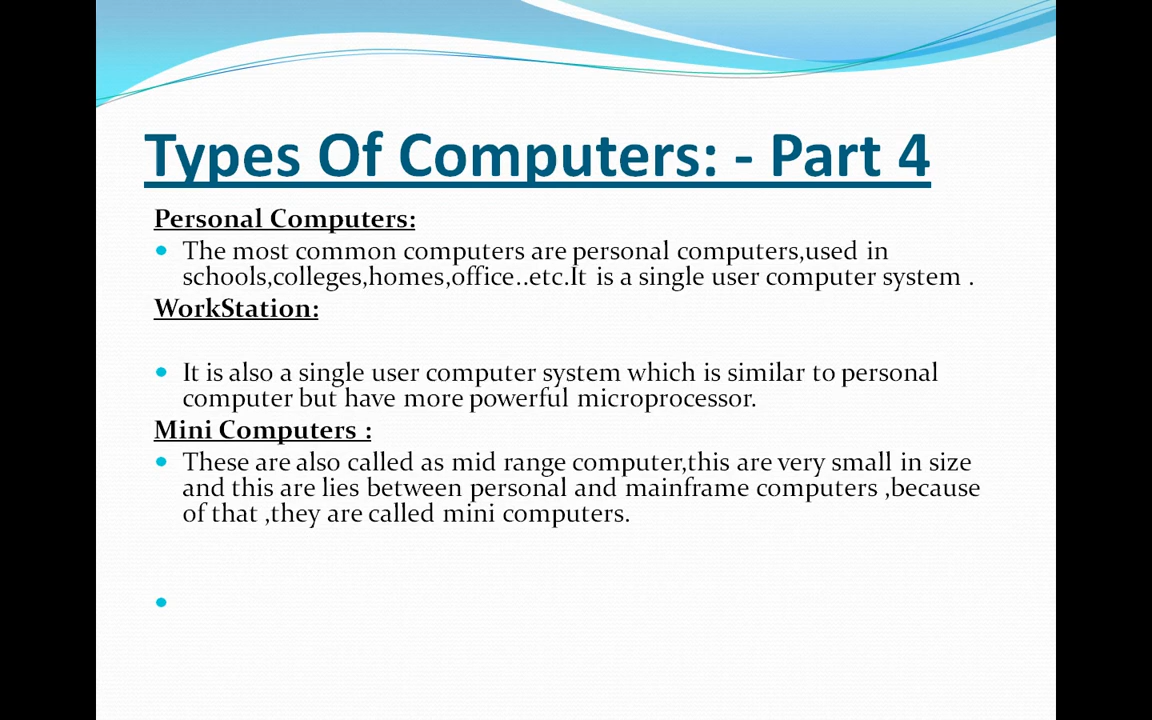 Types Of Computers: - Part 4
Personal Computers:
• The most common computers are personal computers,used in
schools,colleges,homes,office..etc.It is a single user computer system .
WorkStation:
• It is also a single user computer system which is similar to personal
computer but have more powerful microprocessor.
Mini Computers :
• These are also called as mid range computer,this are very small in size
and this are lies between personal and mainframe computers ,because
of that ,they are called mini computers.
•